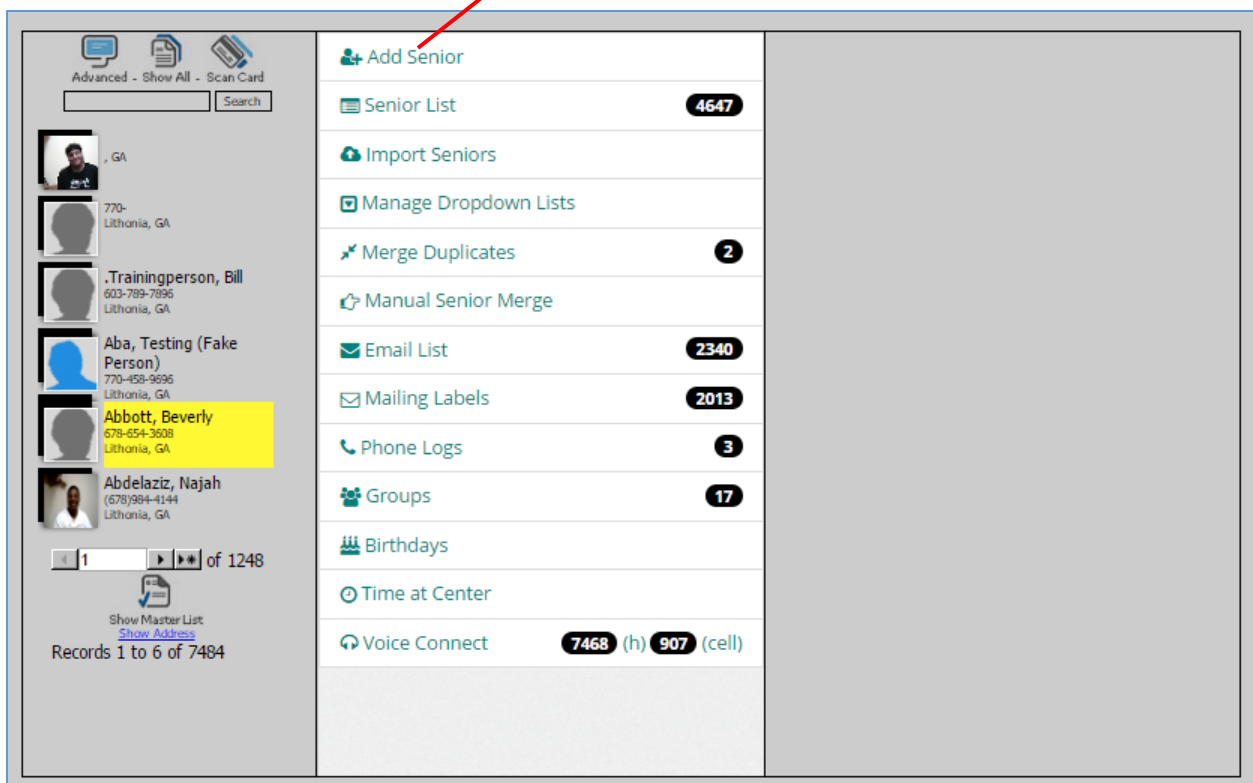 Advanced - Show All - Scan Card
Search
, GA
770-
Lithonia, GA
.Trainingperson, Bill
603-789-7896
Lithonia, GA
Aba, Testing (Fake
Person)
770-458-9696
Lithonia, GA
Abbott, Beverly
678-654-3608
Lithonia, GA
Abdelaziz, Najah
(678)984-4144
Lithonia, GA
1 of 1248
Show Master List
Show Address
Records 1 to 6 of 7484
Add Senior
Senior List 4647
Import Seniors
Manage Dropdown Lists
Merge Duplicates 2
Manual Senior Merge
Email List 2340
Mailing Labels 2013
Phone Logs 3
Groups 17
Birthdays
Time at Center
Voice Connect 7468 (h) 907 (cell)